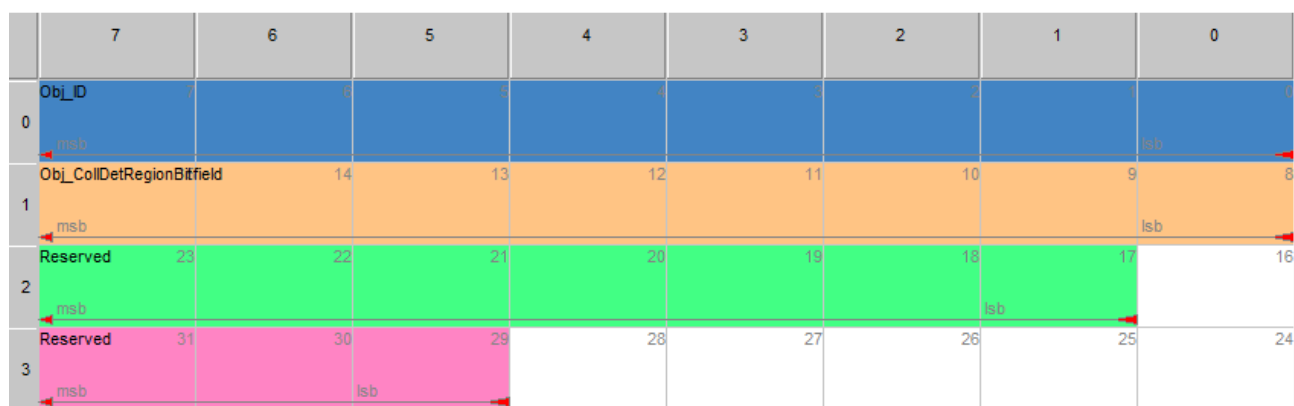 7 6 5 4 3 2 1 0
Obj_ID 7 6 5 4 3 2 1 0
0
msb lsb
Obj_CollDetRegionBitfield 14 13 12 11 10 9 8
1
msb lsb
Reserved 23 22 21 20 19 18 17 16
2
msb lsb
Reserved 31 30 29 28 27 26 25 24
3
msb lsb